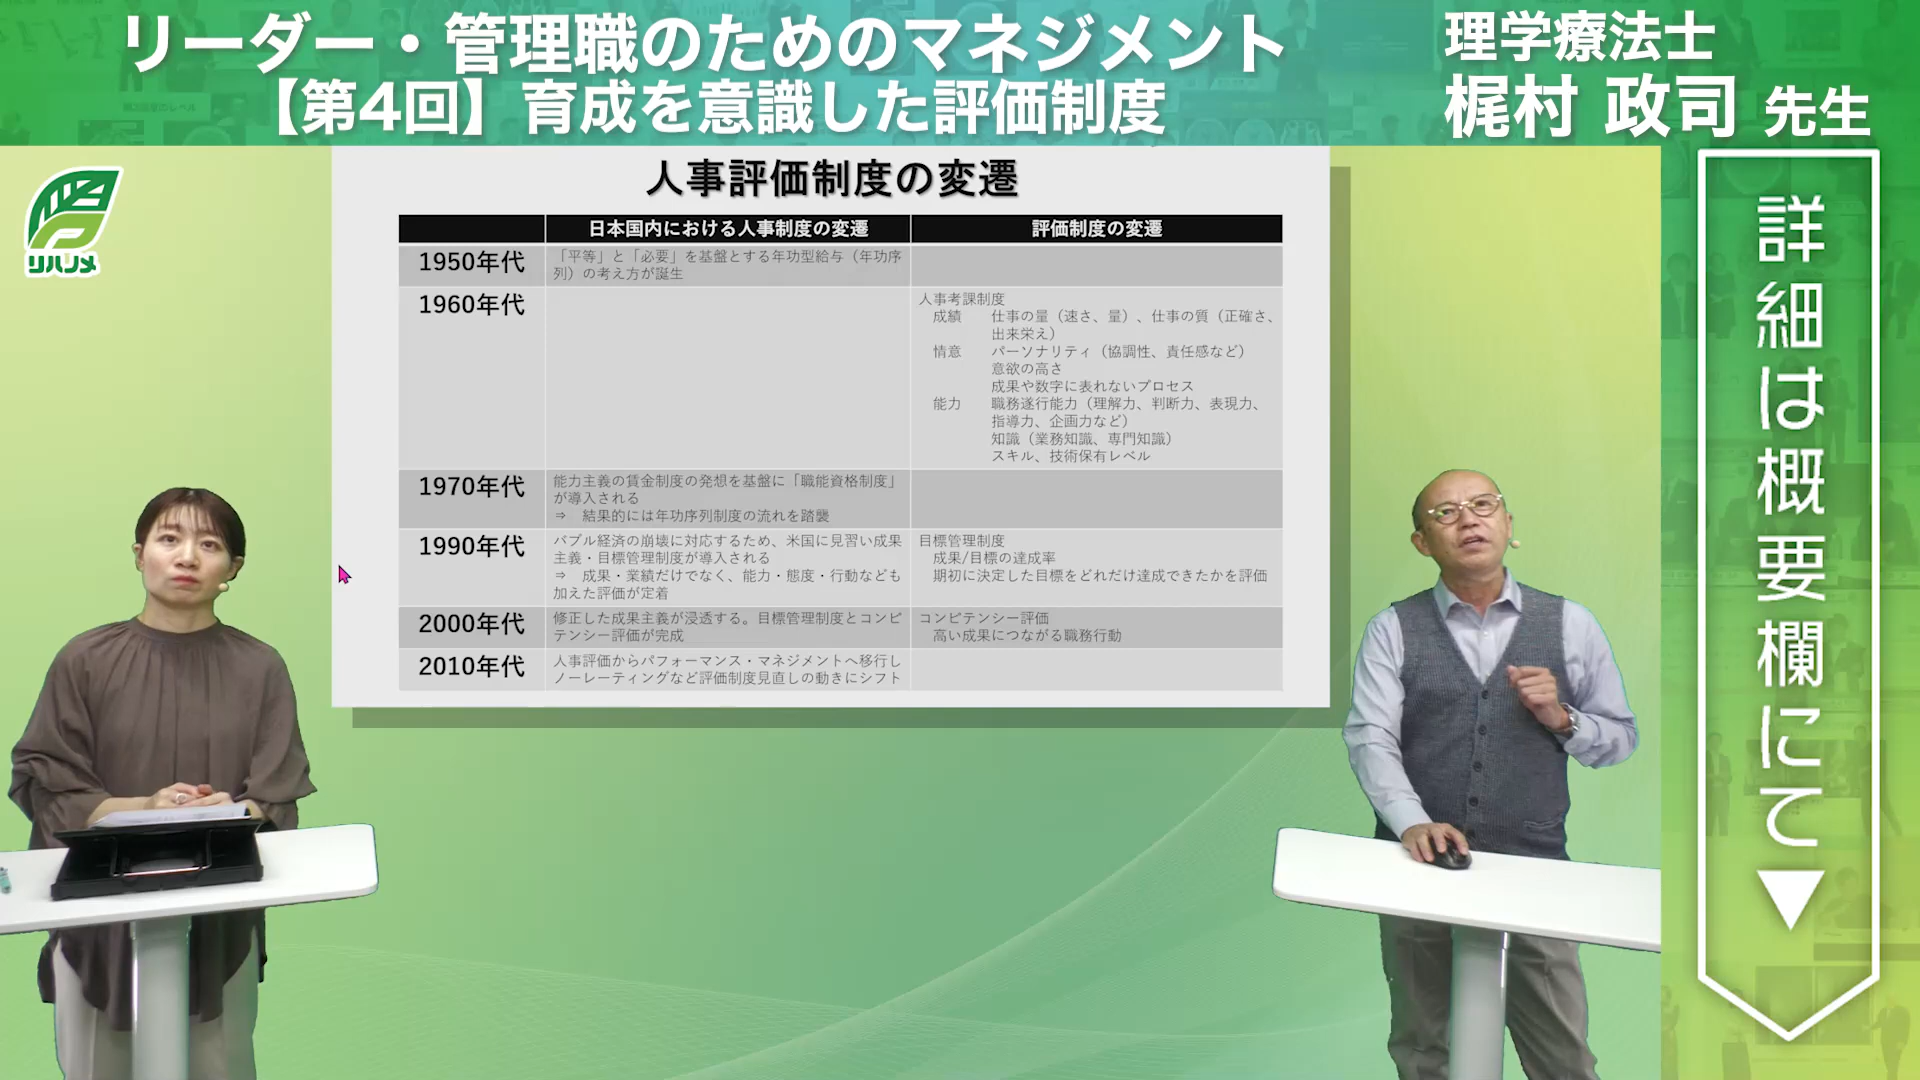 リーダー・管理職のためのマネジメント
【第4回】育成を意識した評価制度
理学療法士
梶村 政司 先生
リハノメ
詳細は概要欄にて▼
人事評価制度の変遷
日本国内における人事制度の変遷
評価制度の変遷
1950年代
「平等」と「必要」を基盤とする年功型給与（年功序
列）の考え方が誕生
1960年代
人事考課制度
成績 仕事の量（速さ、量）、仕事の質（正確さ、
出来栄え）
情意 パーソナリティ（協調性、責任感など）
意欲の高さ
成果や数字に表れないプロセス
能力 職務遂行能力（理解力、判断力、表現力、
指導力、企画力など）
知識（業務知識、専門知識）
スキル、技術保有レベル
1970年代
能力主義の賃金制度の発想を基盤に「職能資格制度」
が導入される
⇒ 結果的には年功序列制度の流れを踏襲
1990年代
バブル経済の崩壊に対応するため、米国に見習い成果
主義・目標管理制度が導入される
⇒ 成果・業績だけでなく、能力・態度・行動なども
加えた評価が定着
目標管理制度
成果/目標の達成率
期初に決定した目標をどれだけ達成できたかを評価
2000年代
修正した成果主義が浸透する。目標管理制度とコンピ
テンシー評価が完成
コンピテンシー評価
高い成果につながる職務行動
2010年代
人事評価からパフォーマンス・マネジメントへ移行し
ノーレーティングなど評価制度見直しの動きにシフト